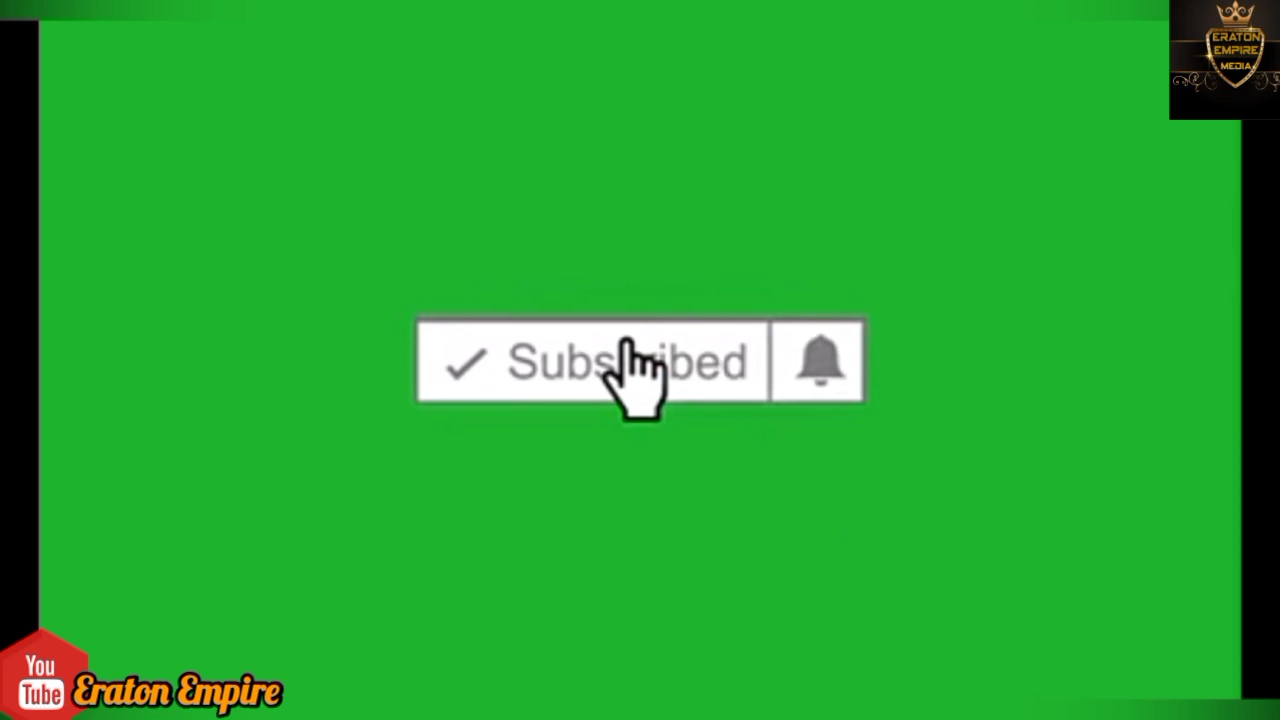 ERATON
EMPIRE
MEDIA
Subscribed
You
Tube
Eraton Empire